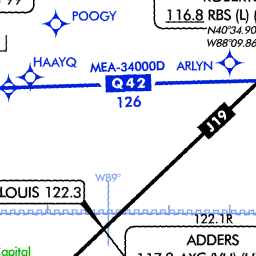 POOGY
116.8 RBS (L)
N40°34.90
W88°09.86
HAAYQ
MEA-34000D
ARLYN
Q42
126
J19
W89°
LOUIS 122.3
122.1R
ADDERS
Capital